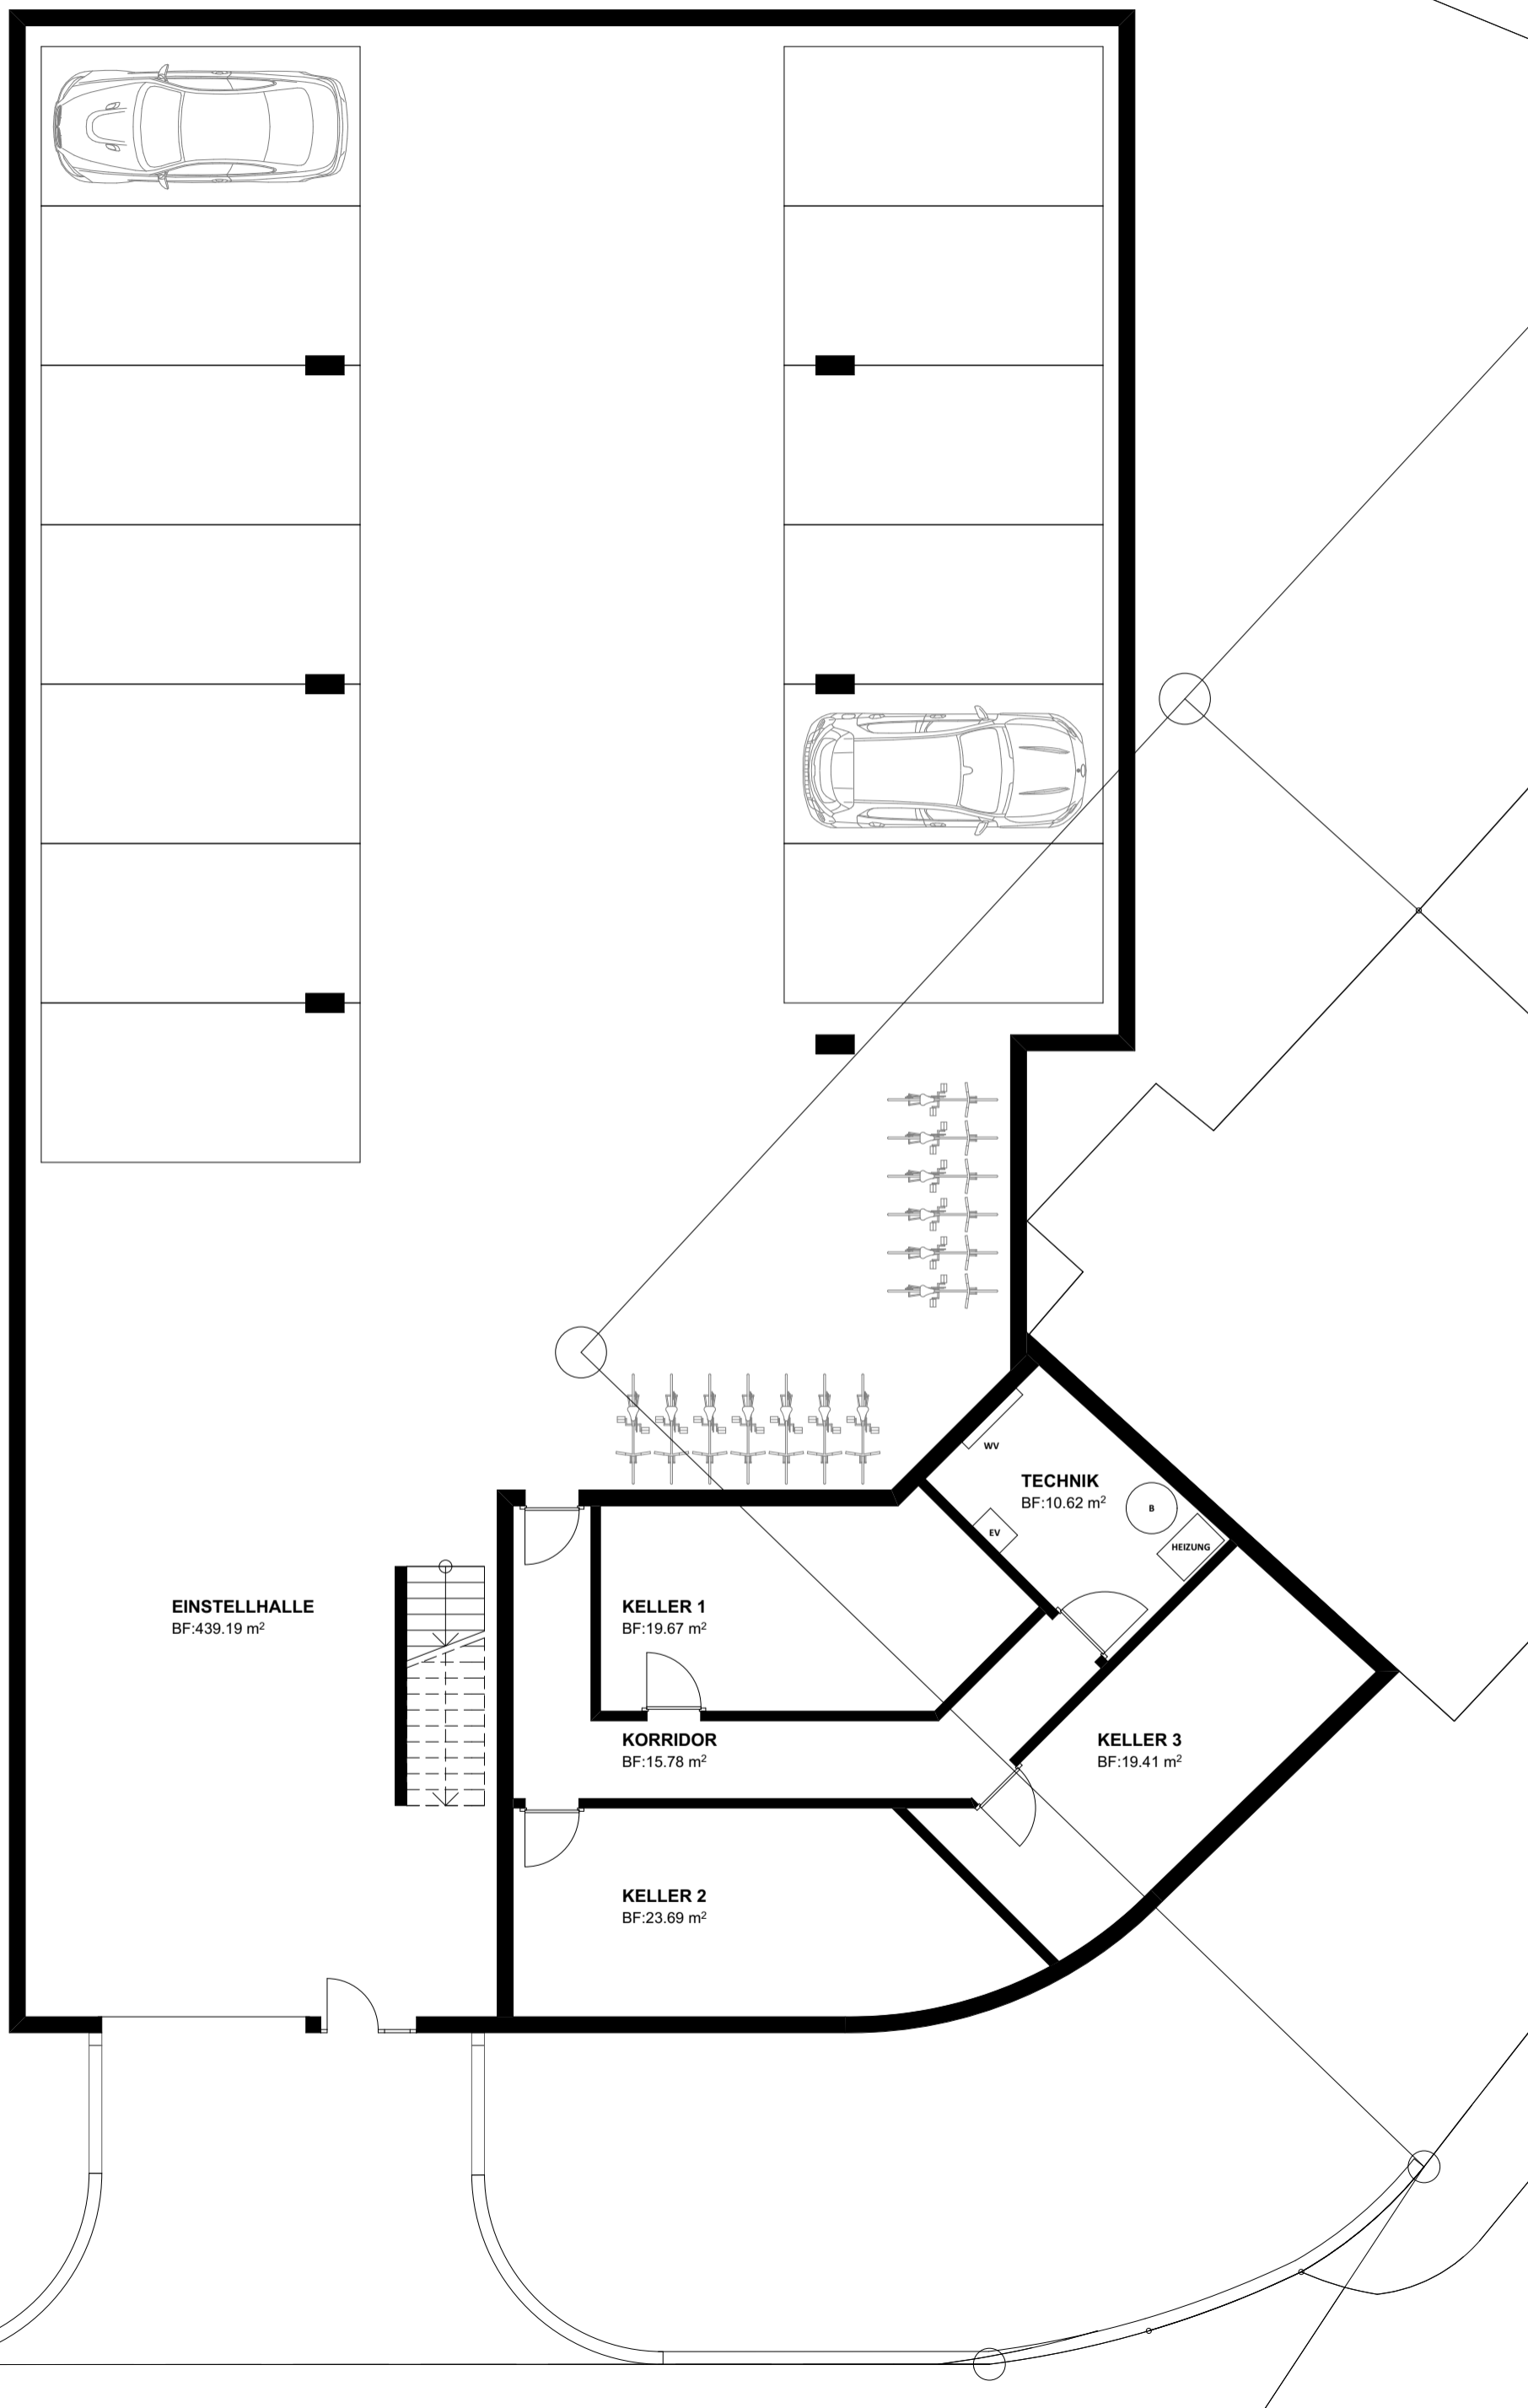 WV
TECHNIK
BF:10.62 m²
B
EV
HEIZUNG
EINSTELLHALLE
BF:439.19 m²
KELLER 1
BF:19.67 m²
KORRIDOR
BF:15.78 m²
KELLER 3
BF:19.41 m²
KELLER 2
BF:23.69 m²